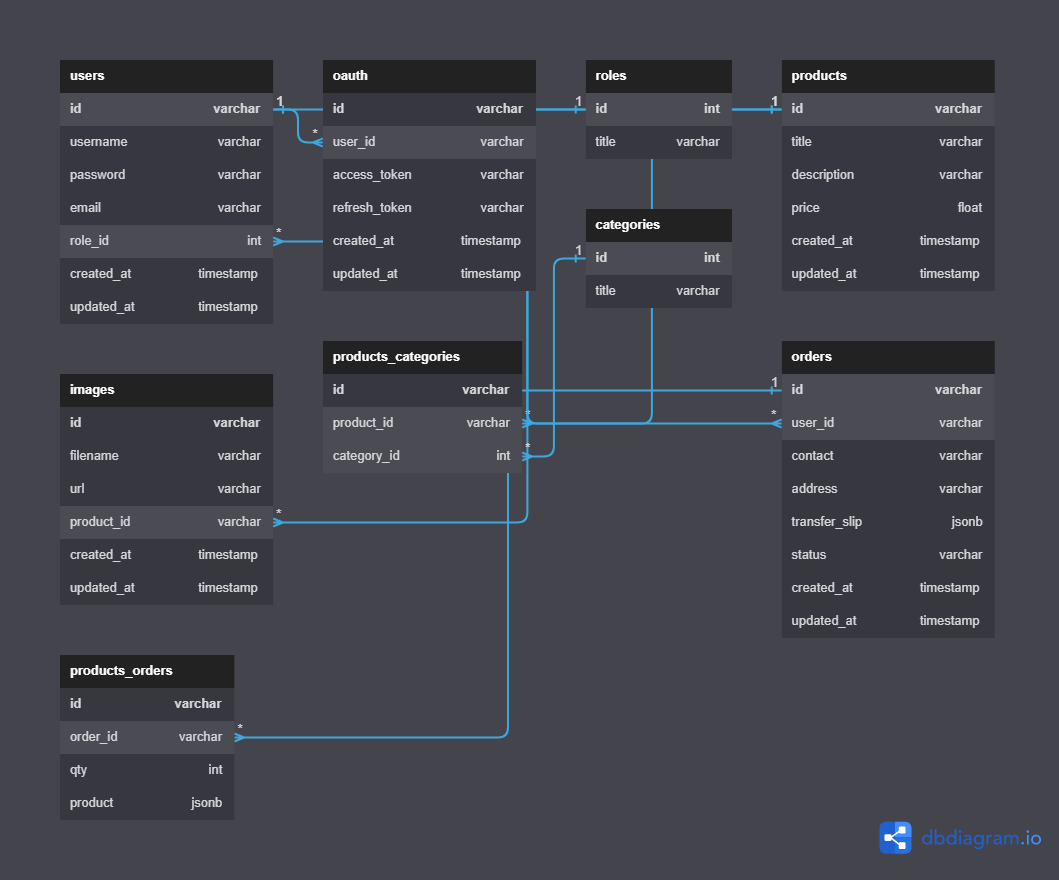 users
id varchar
username varchar
password varchar
email varchar
role_id int
created_at timestamp
updated_at timestamp
1
*
*
oauth
id varchar
user_id varchar
access_token varchar
refresh_token varchar
created_at timestamp
updated_at timestamp
1
roles
id int
title varchar
1
products
id varchar
title varchar
description varchar
price float
created_at timestamp
updated_at timestamp
1
categories
id int
title varchar
products_categories
id varchar
product_id varchar
category_id int
*
*
1
*
orders
id varchar
user_id varchar
contact varchar
address varchar
transfer_slip jsonb
status varchar
created_at timestamp
updated_at timestamp
images
id varchar
filename varchar
url varchar
product_id varchar
created_at timestamp
updated_at timestamp
*
products_orders
id varchar
order_id varchar
qty int
product jsonb
*
dbdiagram.io